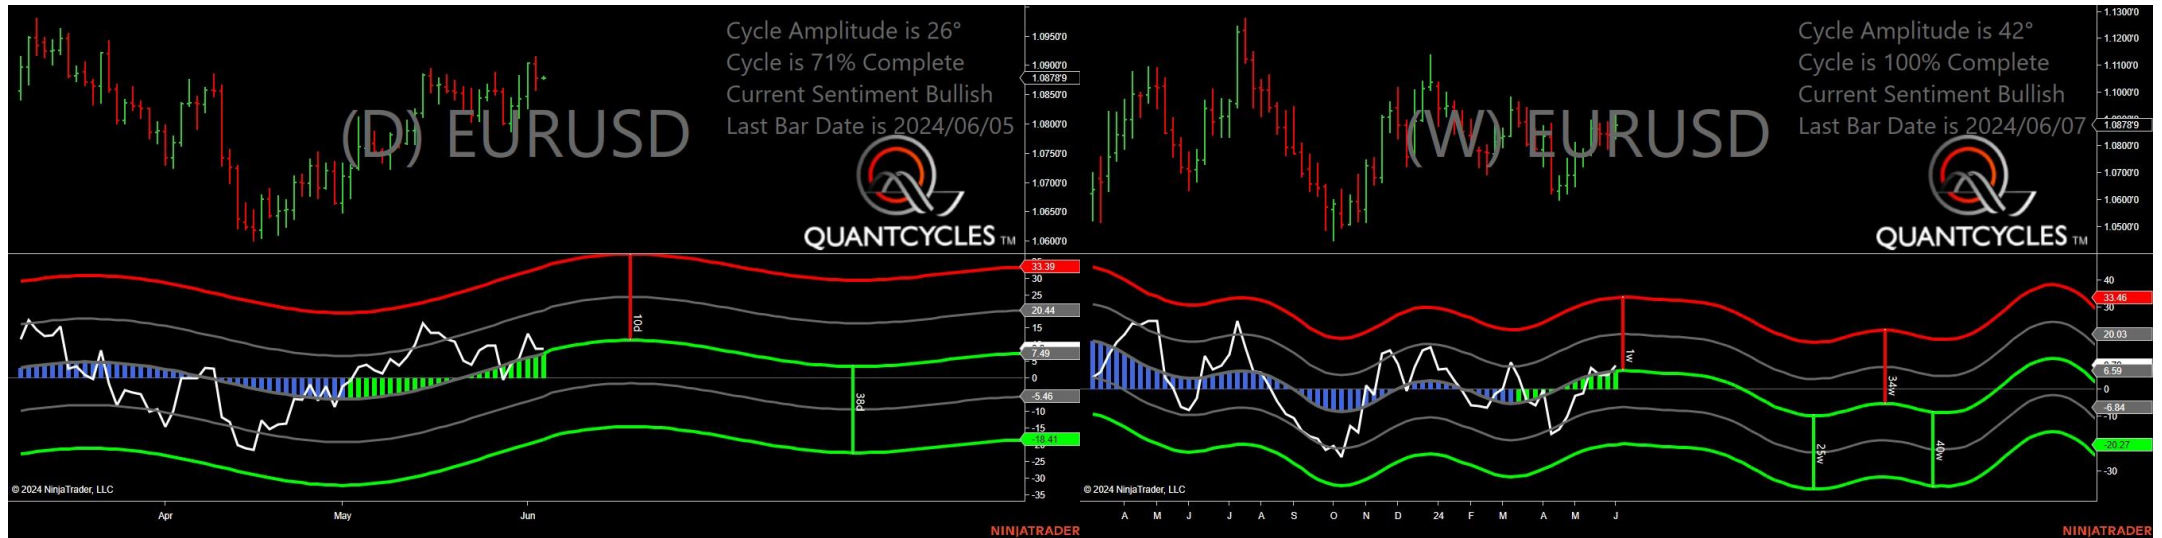 Cycle Amplitude is 26°
Cycle is 71% Complete
Current Sentiment Bullish
Last Bar Date is 2024/06/05
(D) EURUSD
QUANTCYCLES TM
1.0950'0
1.0900'0
1.0878'9
1.0850'0
1.0800'0
1.0750'0
1.0700'0
1.0650'0
1.0600'0
33.39
30
25
20.44
15
7.49
0
-5.46
-10
-15
-18.41
-25
-30
-35
10d
38d
© 2024 NinjaTrader, LLC
Apr May Jun
NINJATRADER
Cycle Amplitude is 42°
Cycle is 100% Complete
Current Sentiment Bullish
Last Bar Date is 2024/06/07
(W) EURUSD
QUANTCYCLES TM
1.1300'0
1.1200'0
1.1100'0
1.1000'0
1.0878'9
1.0800'0
1.0700'0
1.0600'0
1.0500'0
40
33.46
30
20.03
6.59
0
-6.84
-10
-20.27
-30
1w
34w
25w
40w
© 2024 NinjaTrader, LLC
A M J J A S O N D 24 F M A M J
NINJATRADER